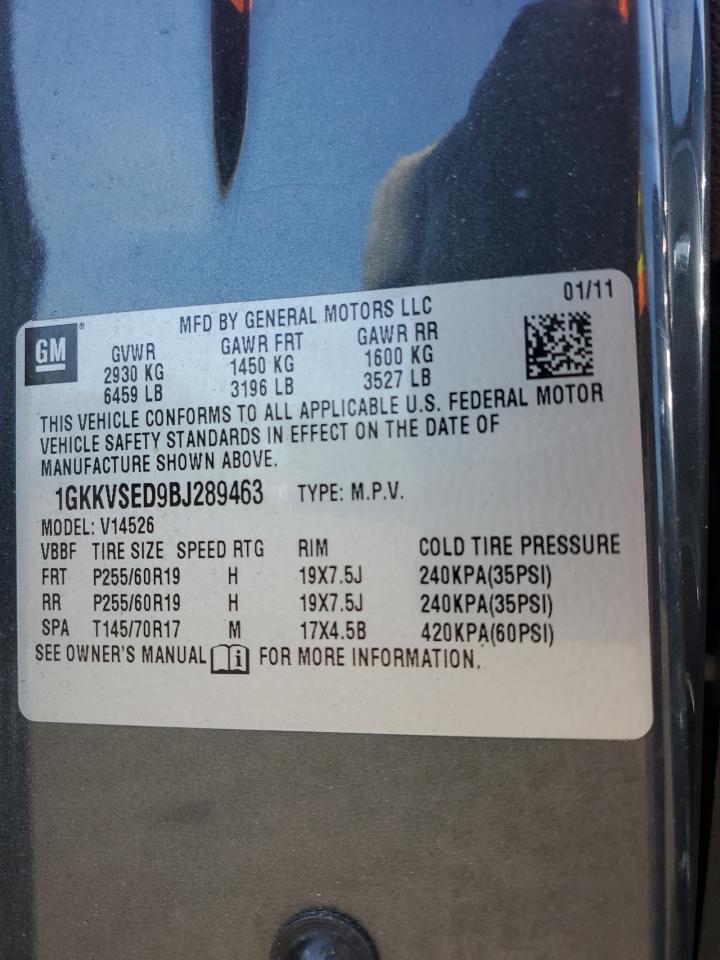 01/11
MFD BY GENERAL MOTORS LLC
GM ®
GVWR GAWR FRT GAWR RR
2930 KG 1450 KG 1600 KG
6459 LB 3196 LB 3527 LB
THIS VEHICLE CONFORMS TO ALL APPLICABLE U.S. FEDERAL MOTOR
VEHICLE SAFETY STANDARDS IN EFFECT ON THE DATE OF
MANUFACTURE SHOWN ABOVE.
1GKKVSED9BJ289463 TYPE: M.P.V.
MODEL: V14526
VBBF TIRE SIZE SPEED RTG RIM COLD TIRE PRESSURE
FRT P255/60R19 H 19X7.5J 240KPA(35PSI)
RR P255/60R19 H 19X7.5J 240KPA(35PSI)
SPA T145/70R17 M 17X4.5B 420KPA(60PSI)
SEE OWNER'S MANUAL i FOR MORE INFORMATION.